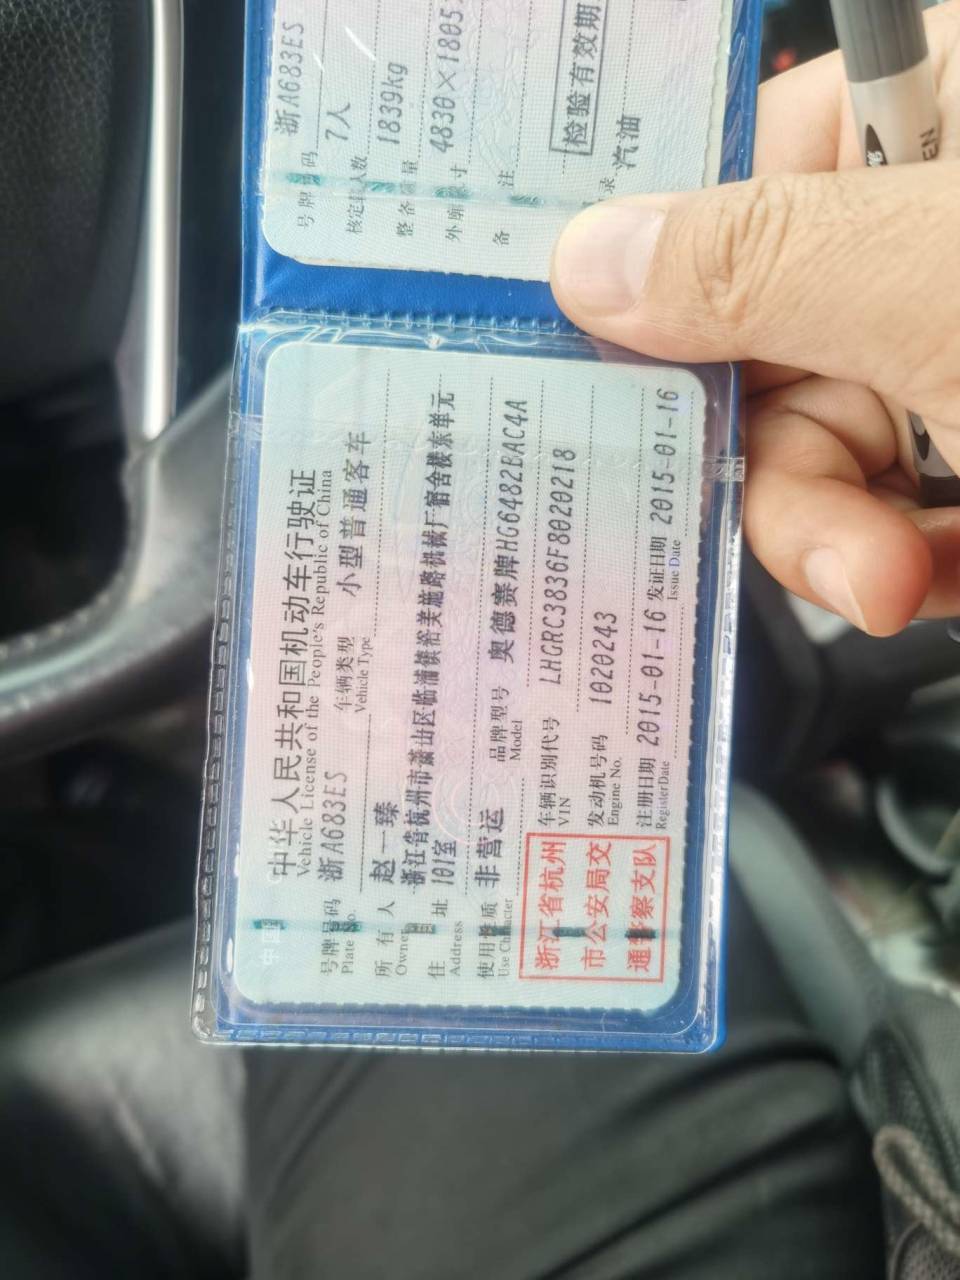 中华人民共和国机动车行驶证
Vehicle License of the People's Republic of China
号牌号码 浙A683ES 车辆类型 小型普通客车
Plate No. Vehicle Type
所有人 赵一臻
Owner
住址 浙江省杭州市萧山区临浦镇浴美施路机械厂宿舍楼东单元
Address 101室
使用性质 非营运 品牌型号 奥德赛牌HG6482BAC4A
Use Character Model
车辆识别代号 LHGRC3836F8020218
VIN
发动机号码 1020243
Engine No.
注册日期 2015-01-16 发证日期 2015-01-16
Register Date Issue Date
浙江省杭州
市公安局交
通警察支队
号牌号码 浙A683ES
核定载人数 7人
整备质量 1839kg
外廓尺寸 4830×1805
备注
检验有效期
录 汽油